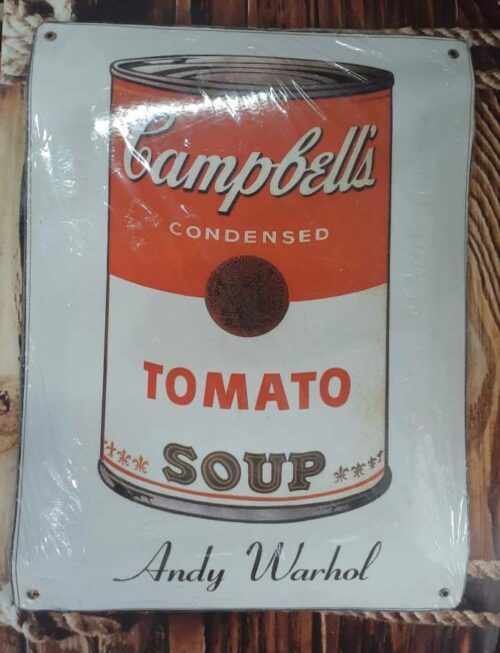 Campbell's
CONDENSED
TOMATO
SOUP
Andy Warhol